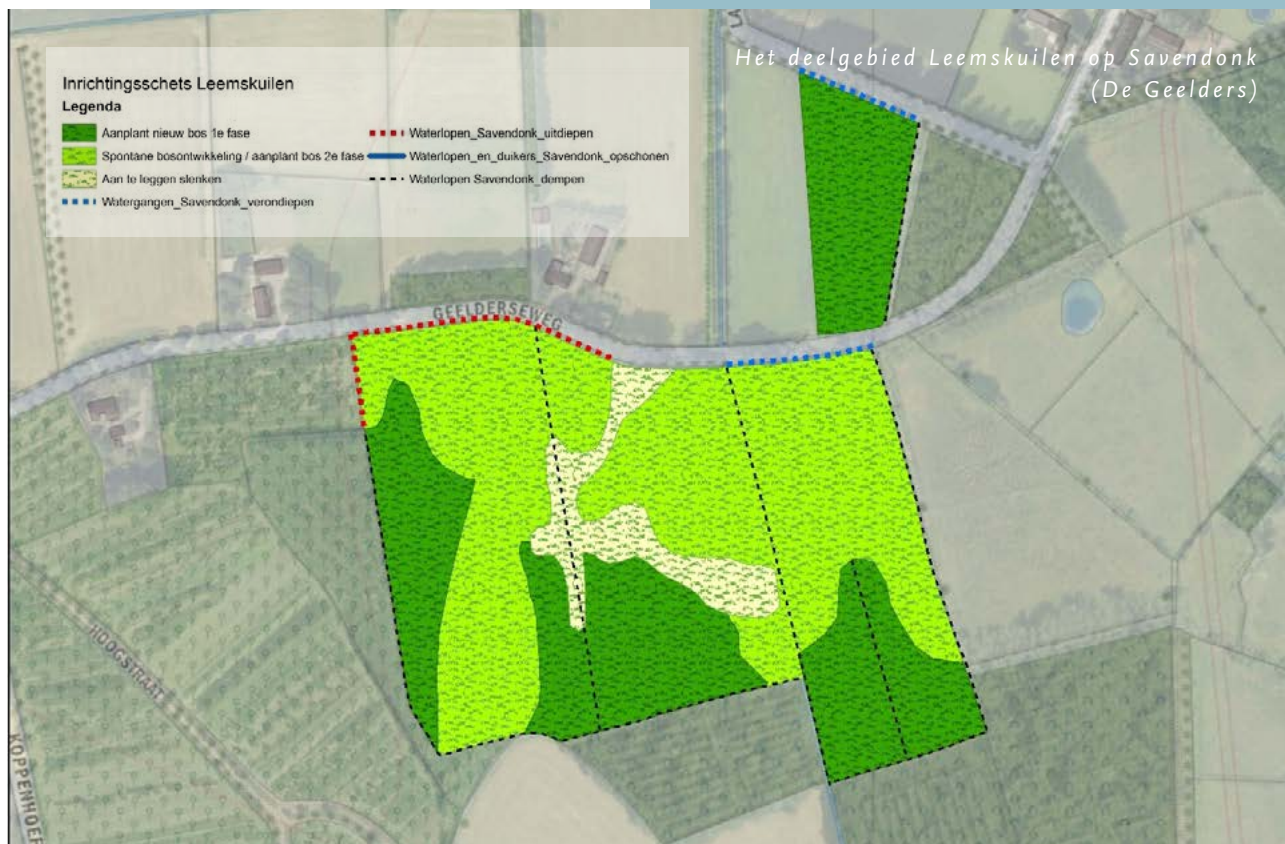 Het deelgebied Leemskuilen op Savendonk
(De Geelders)
Inrichtingsschets Leemskuilen
Legenda
Aanplant nieuw bos 1e fase
Spontane bosontwikkeling / aanplant bos 2e fase
Aan te leggen slenken
Watergangen_Savendonk_verondiepen
Waterlopen_Savendonk_uitdiepen
Waterlopen_en_duikers_Savendonk_opschonen
Waterlopen Savendonk_dempen
GEELDERSEWEG
HOOGSTRAAT